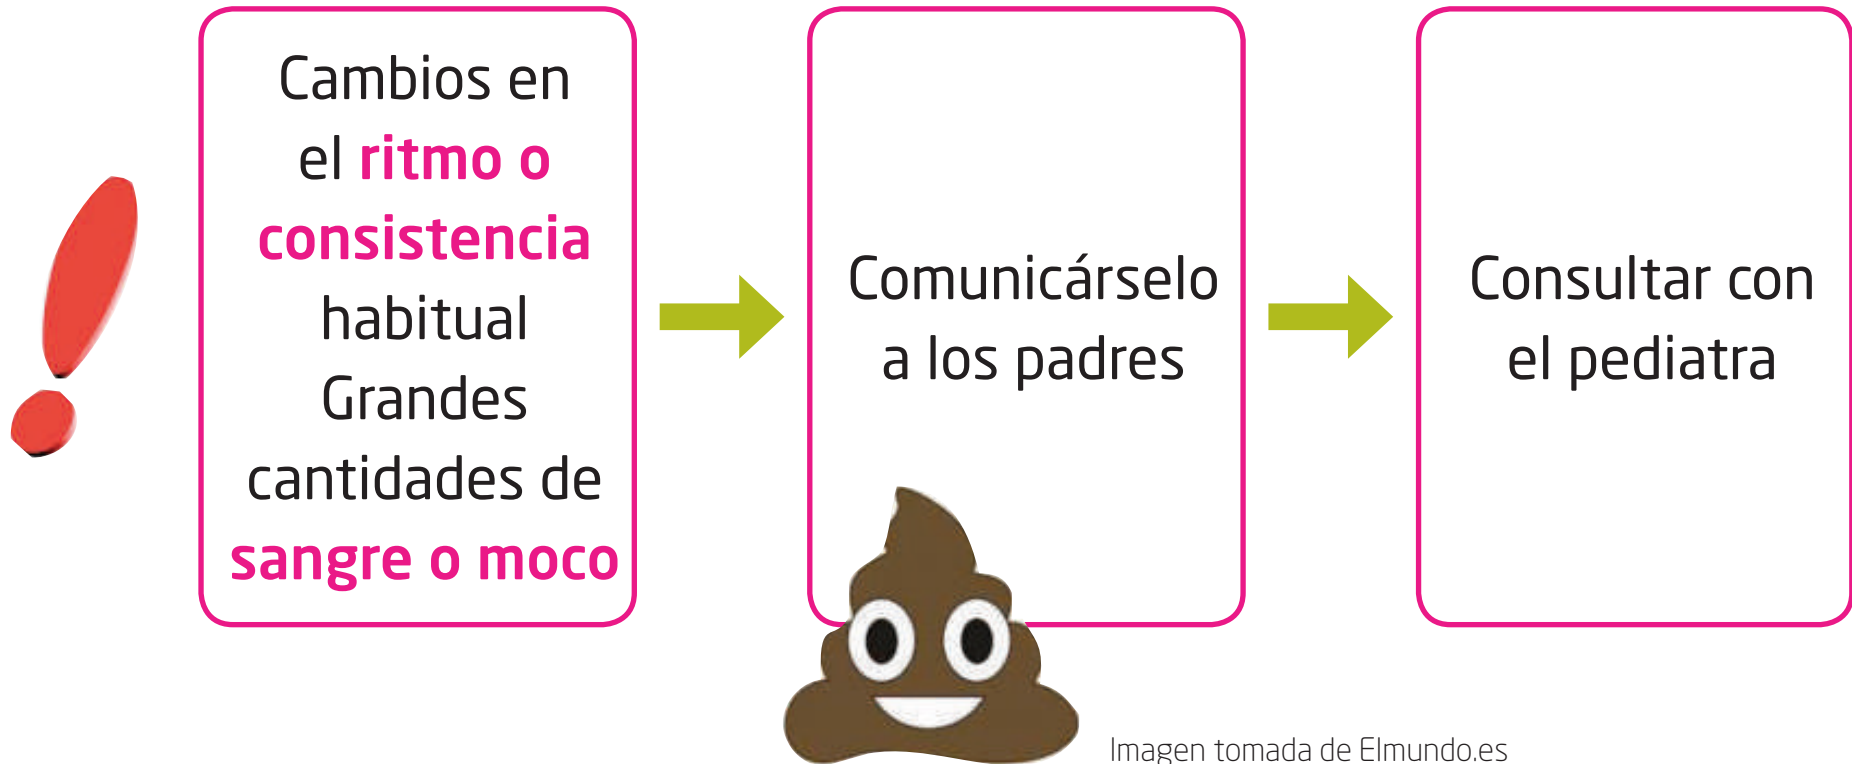 Cambios en
el ritmo o
consistencia
habitual
Grandes
cantidades de
sangre o moco
Comunicárselo
a los padres
Consultar con
el pediatra
Imagen tomada de Elmundo.es